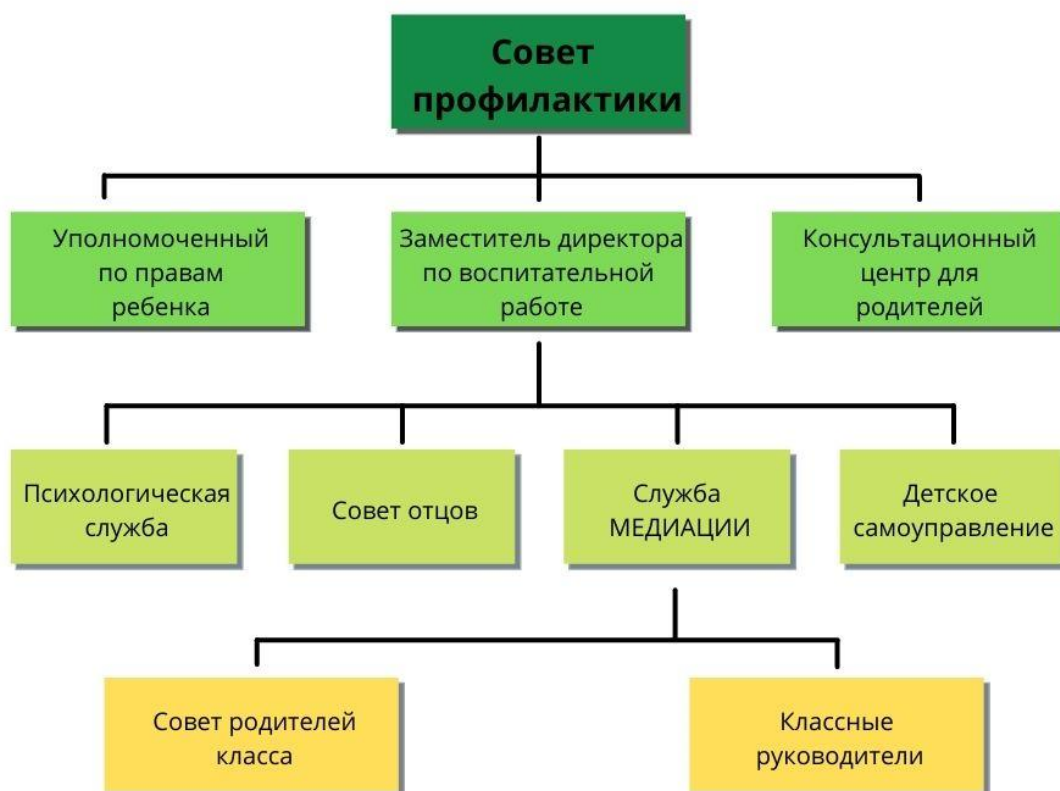 Совет
профилактики
Уполномоченный
по правам
ребенка
Заместитель директора
по воспитательной
работе
Консультационный
центр для
родителей
Психологическая
служба
Совет отцов
Служба
МЕДИАЦИИ
Детское
самоуправление
Совет родителей
класса
Классные
руководители